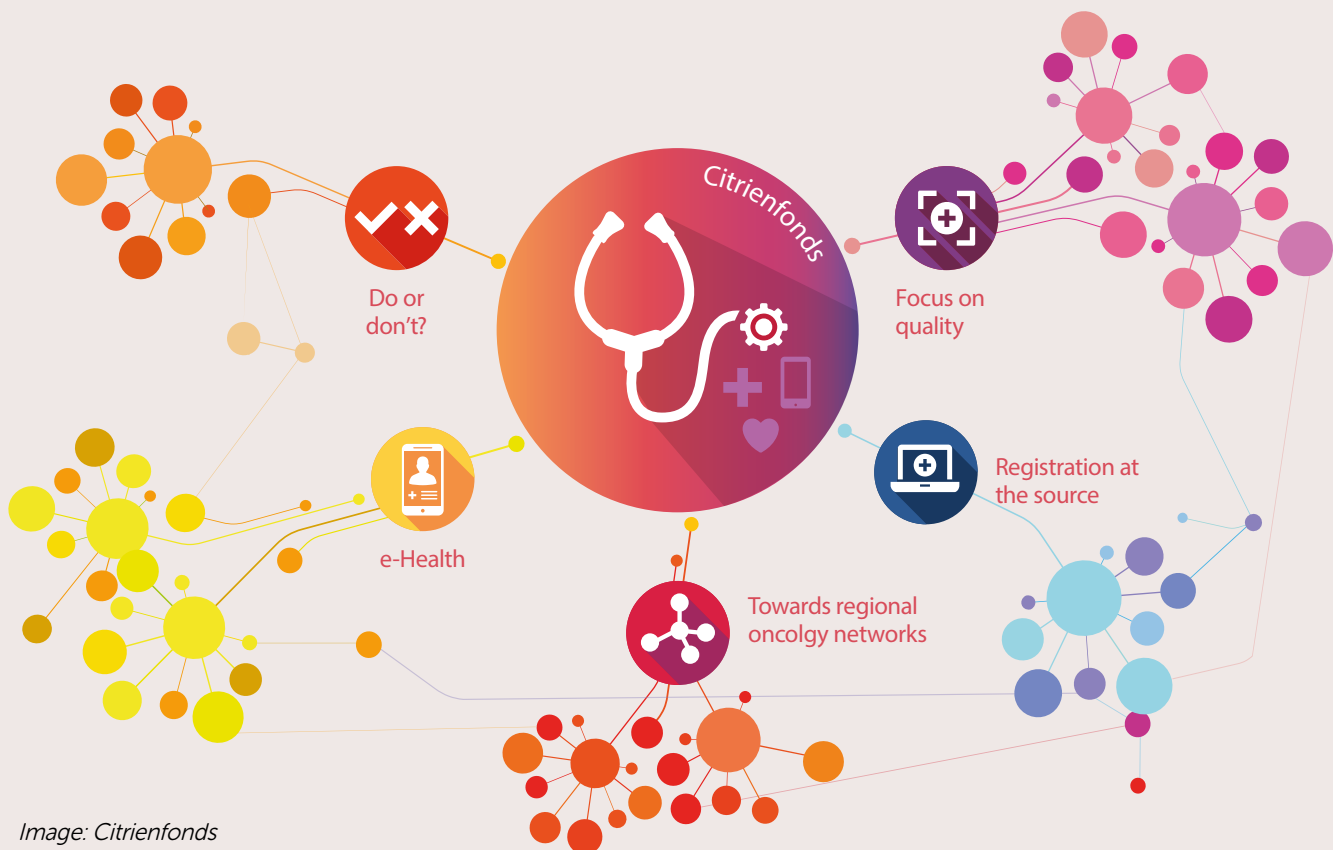 Citrienfonds
Do or
don't?
Focus on
quality
e-Health
Registration at
the source
Towards regional
oncolgy networks
Image: Citrienfonds